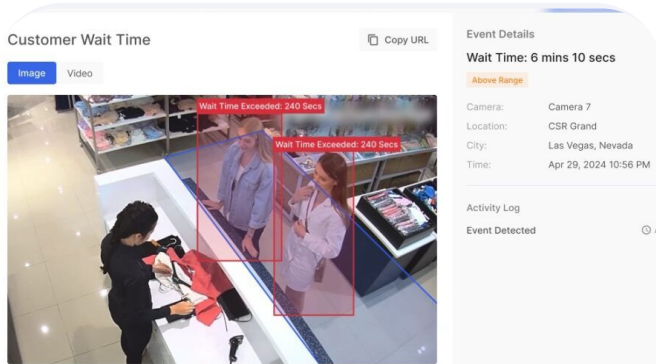 Customer Wait Time
Copy URL
Image
Video
Wait Time Exceeded: 240 Secs
Wait Time Exceeded: 240 Secs
Event Details
Wait Time: 6 mins 10 secs
Above Range
Camera: Camera 7
Location: CSR Grand
City: Las Vegas, Nevada
Time: Apr 29, 2024 10:56 PM
Activity Log
Event Detected